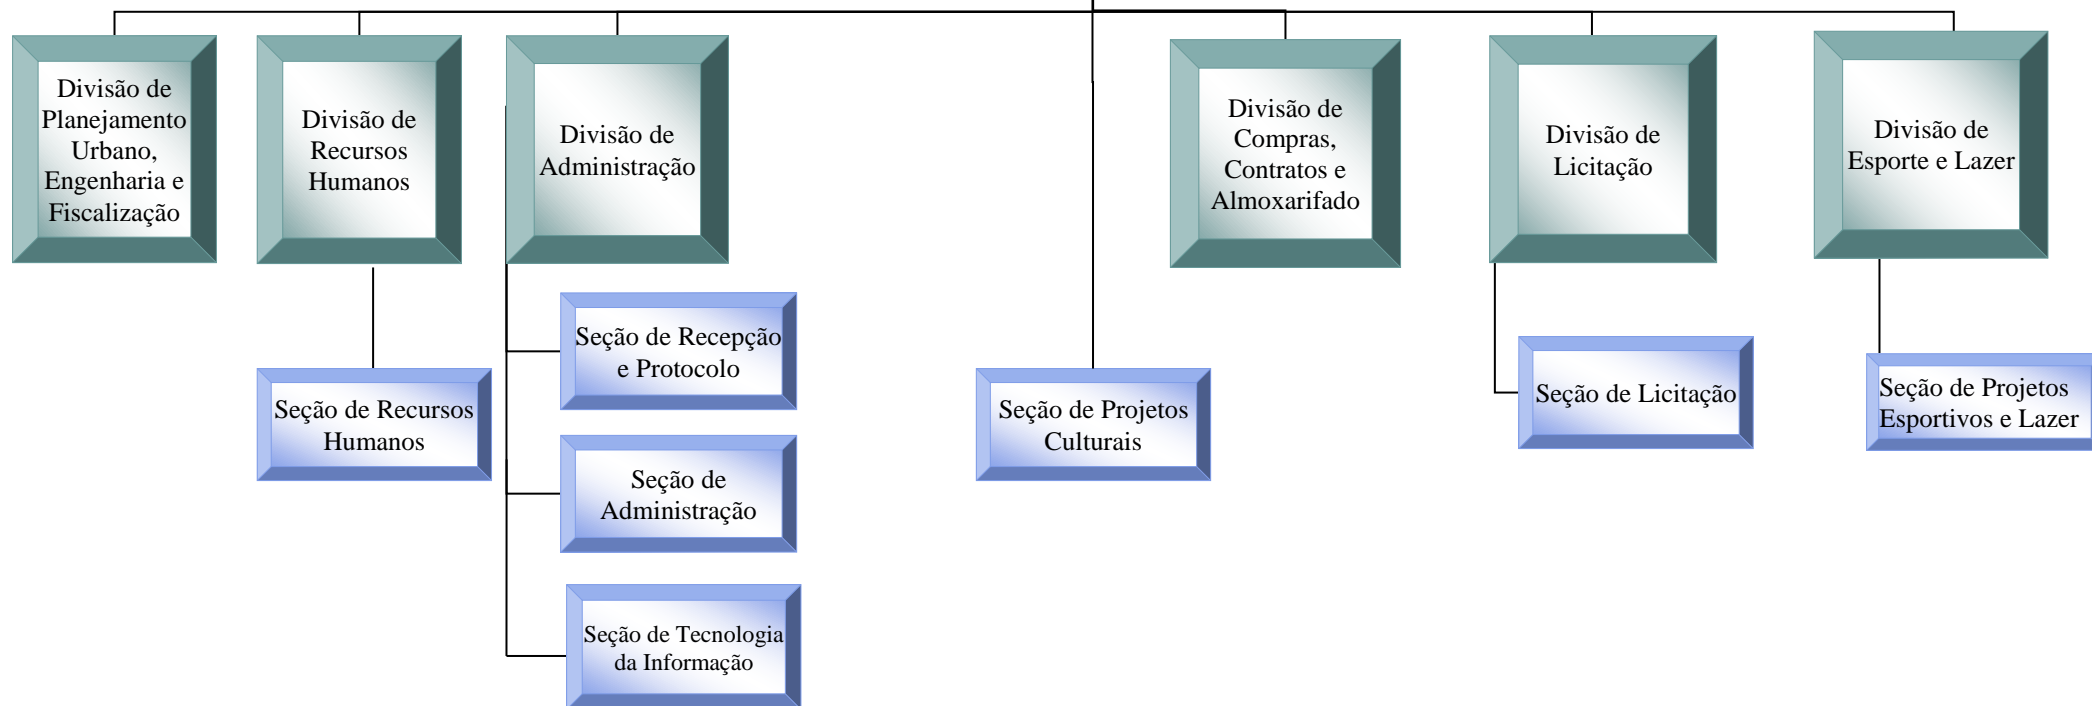 Divisão de
Planejamento
Urbano,
Engenharia e
Fiscalização
Divisão de
Recursos
Humanos
Divisão de
Administração
Divisão de
Compras,
Contratos e
Almoxarifado
Divisão de
Licitação
Divisão de
Esporte e Lazer
Seção de Recursos
Humanos
Seção de Recepção
e Protocolo
Seção de
Administração
Seção de Tecnologia
da Informação
Seção de Projetos
Culturais
Seção de Licitação
Seção de Projetos
Esportivos e Lazer